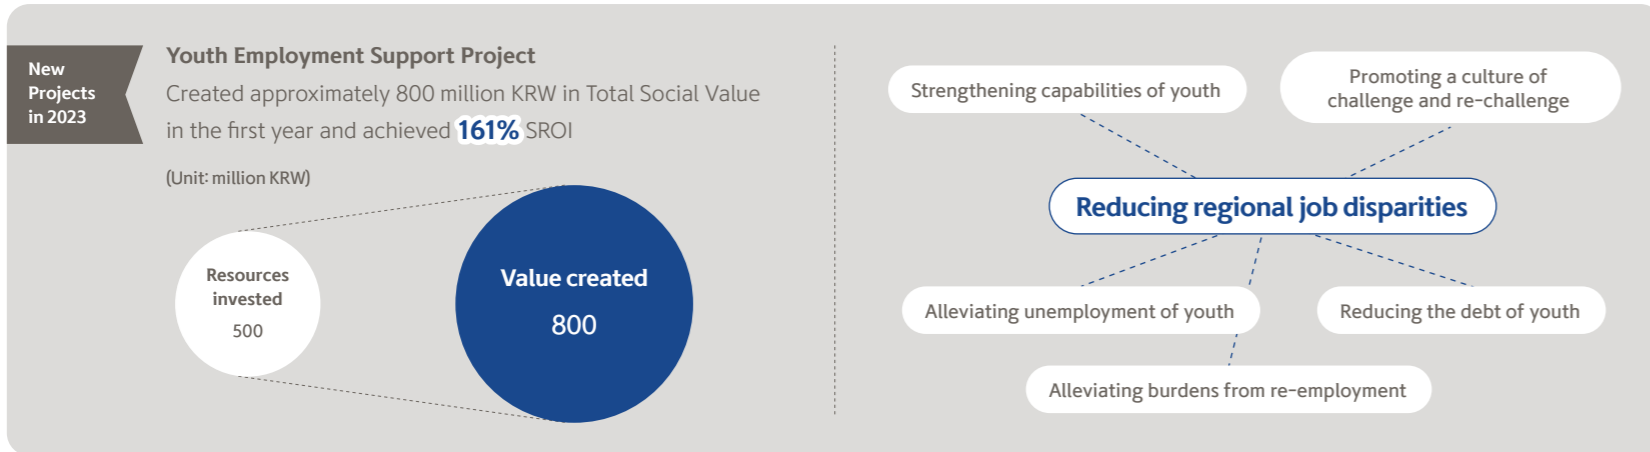 New
Projects
in 2023
Youth Employment Support Project
Created approximately 800 million KRW in Total Social Value
in the first year and achieved 161% SROI
(Unit: million KRW)
Resources
invested
500
Value created
800
Strengthening capabilities of youth
Promoting a culture of
challenge and re-challenge
Reducing regional job disparities
Alleviating unemployment of youth
Reducing the debt of youth
Alleviating burdens from re-employment